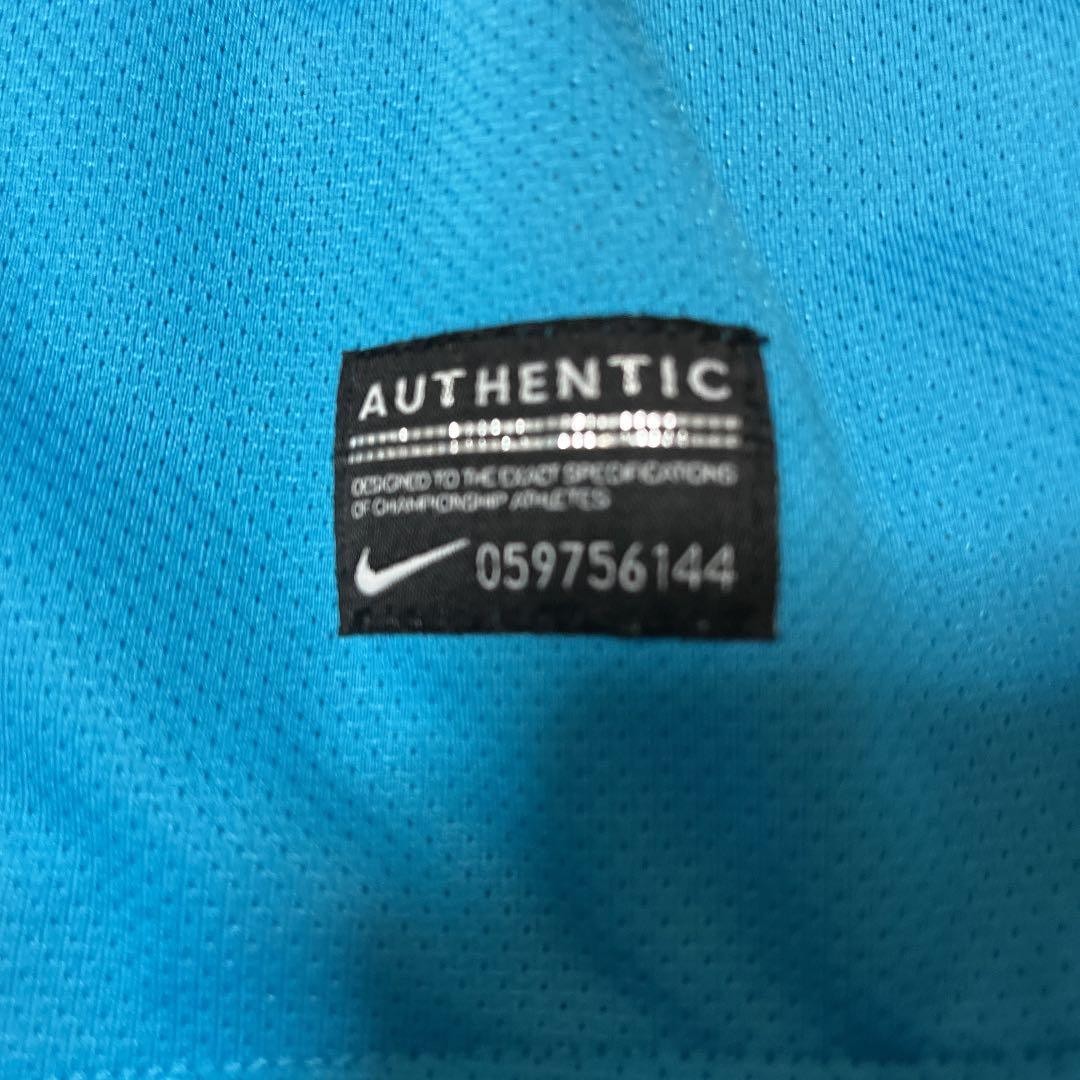 AUTHENTIC
DESIGNED TO THE EXACT SPECIFICATIONS
OF CHAMPIONSHIP ATHLETES
059756144